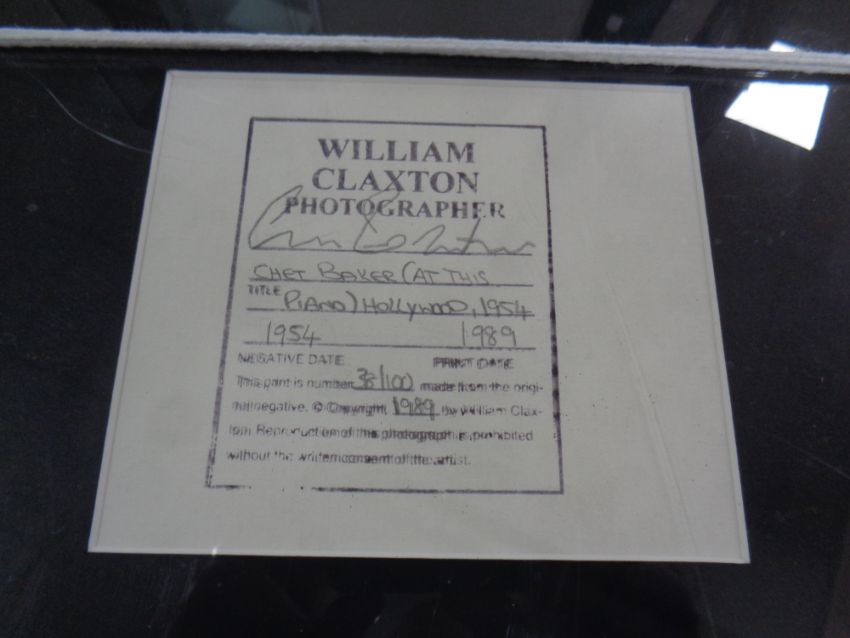 WILLIAM
CLAXTON
PHOTOGRAPHER
CHET BAKER (AT THIS
TITLE PIANO) HOLLYWOOD, 1954
1954 1989
NEGATIVE DATE PRINT DATE
This print is number 38/100 made from the origi-
nal negative. © Copyright 1989 by William Clax-
ton. Reproduction of this photograph is prohibited
without the written consent of the artist.